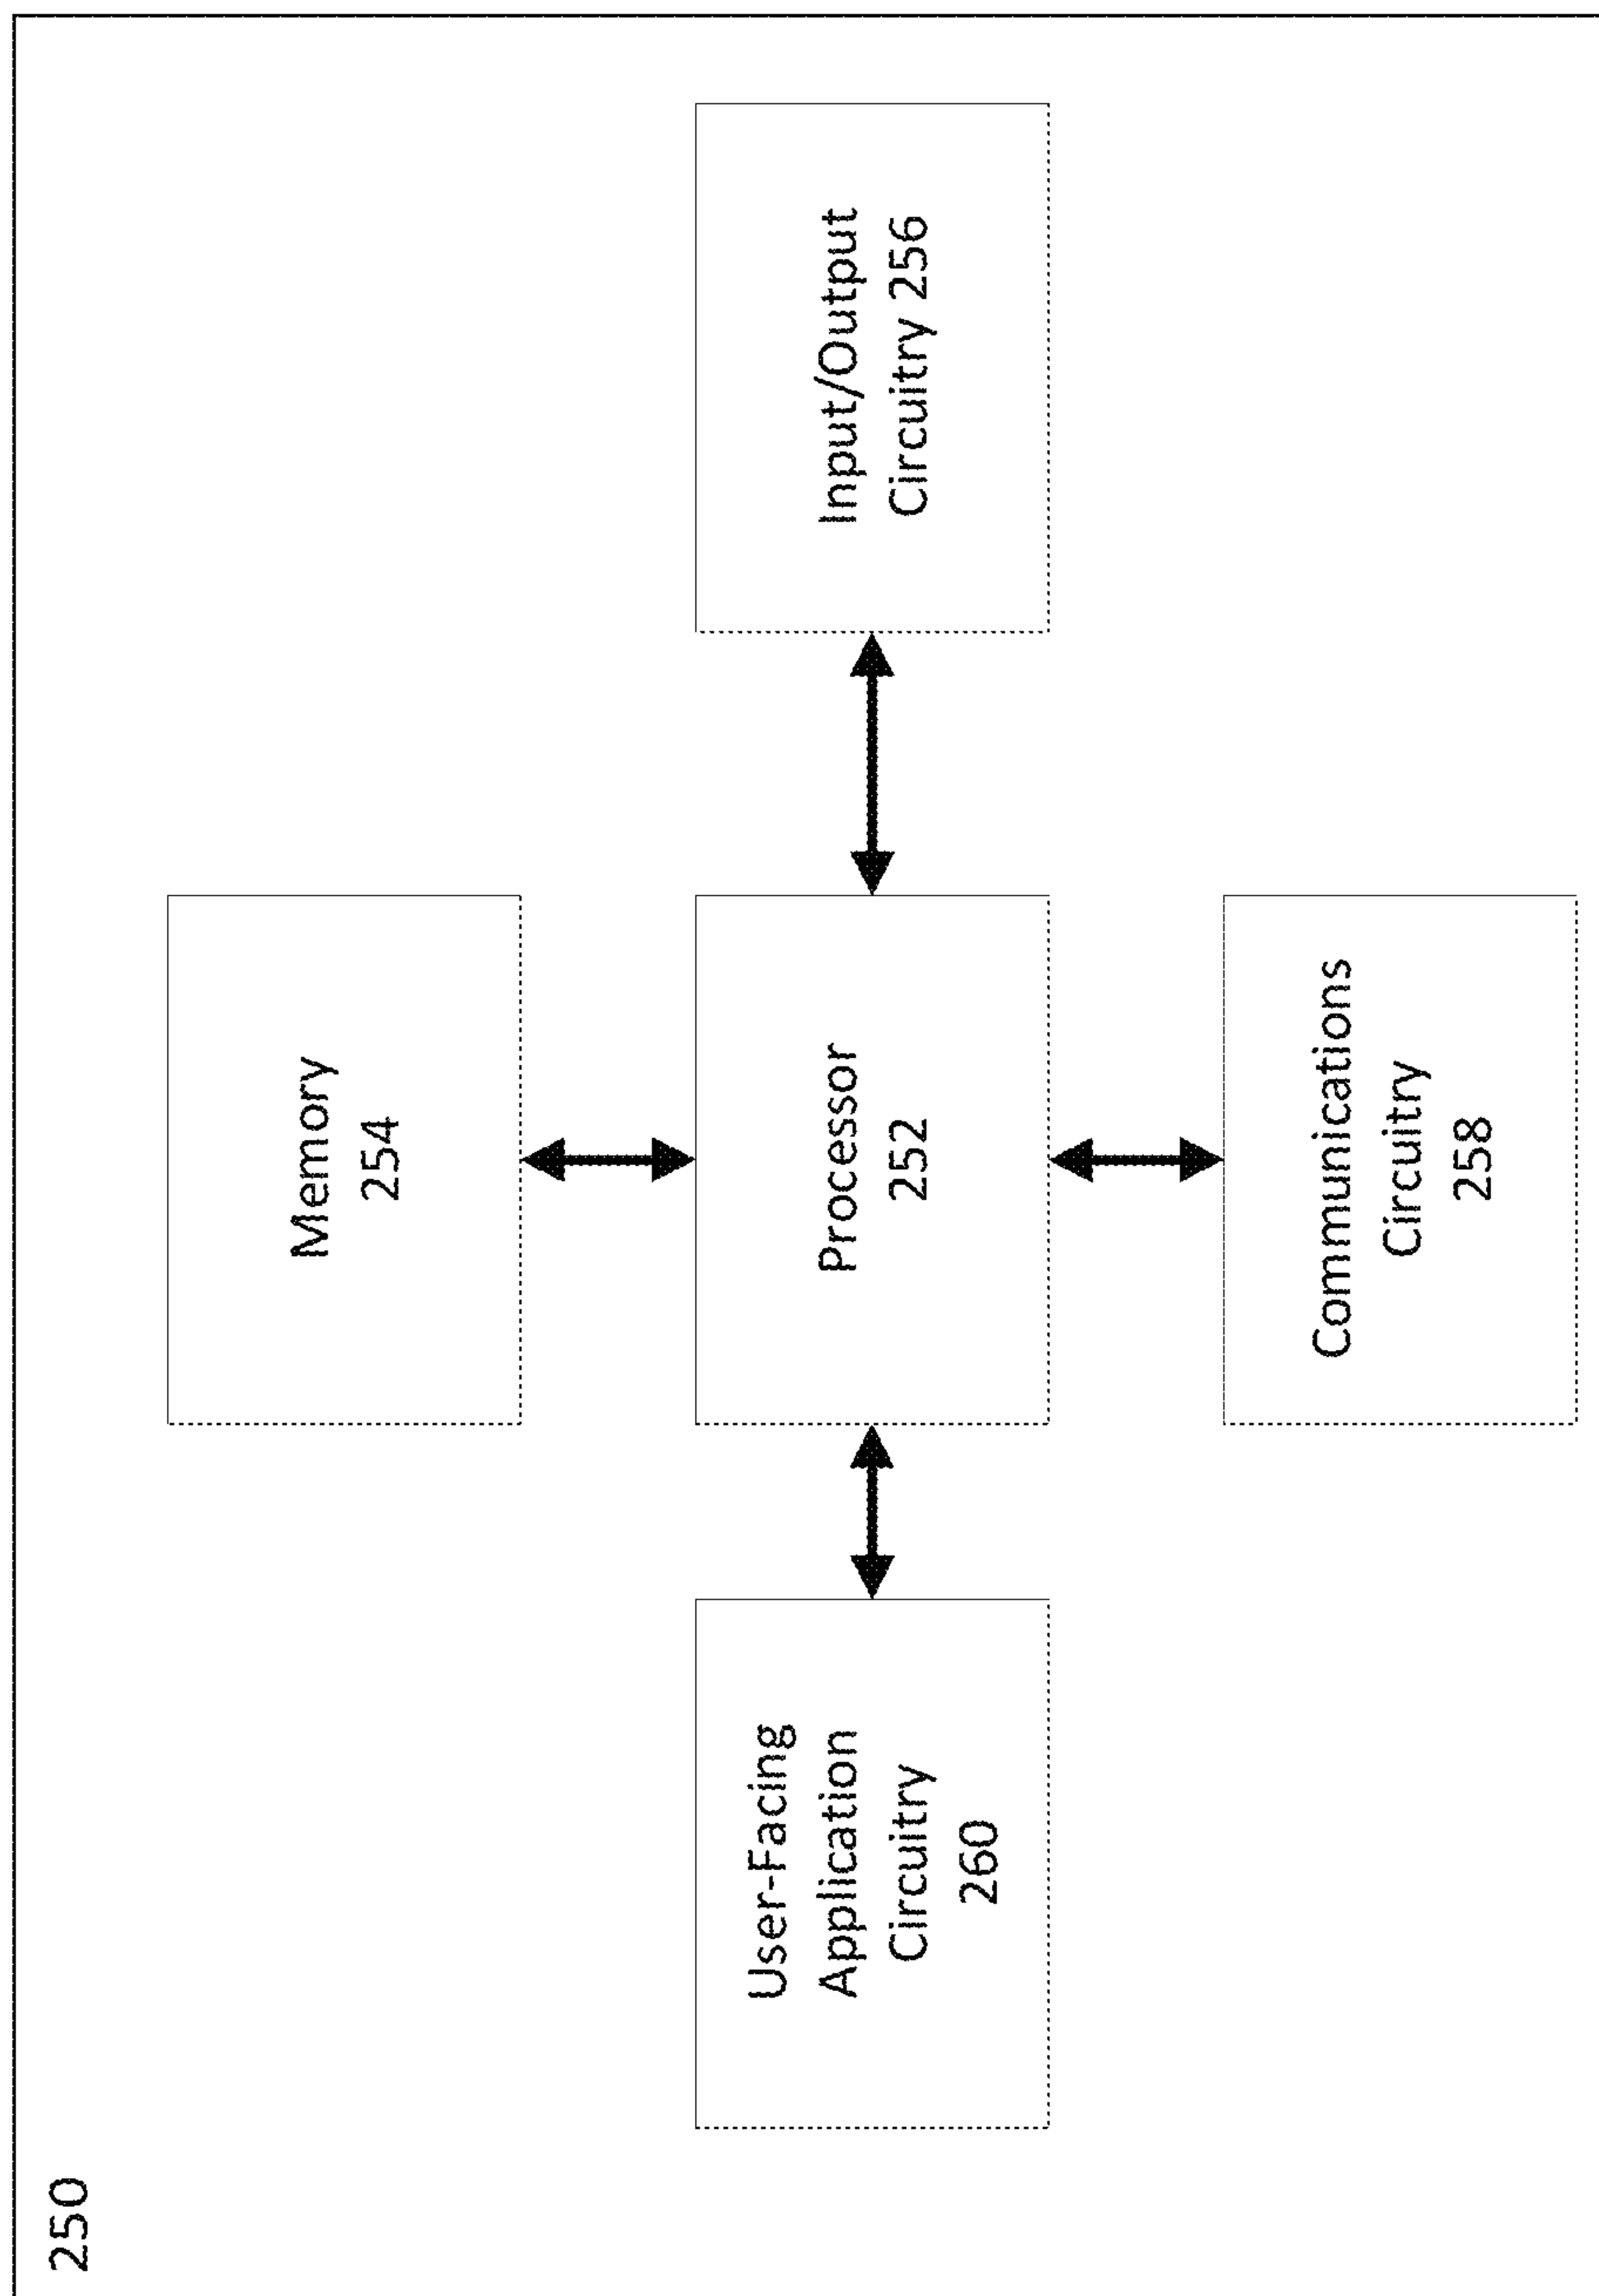 250
Memory
254
User-Facing
Application
Circuitry
260
Processor
252
Input/Output
Circuitry 256
Communications
Circuitry
258